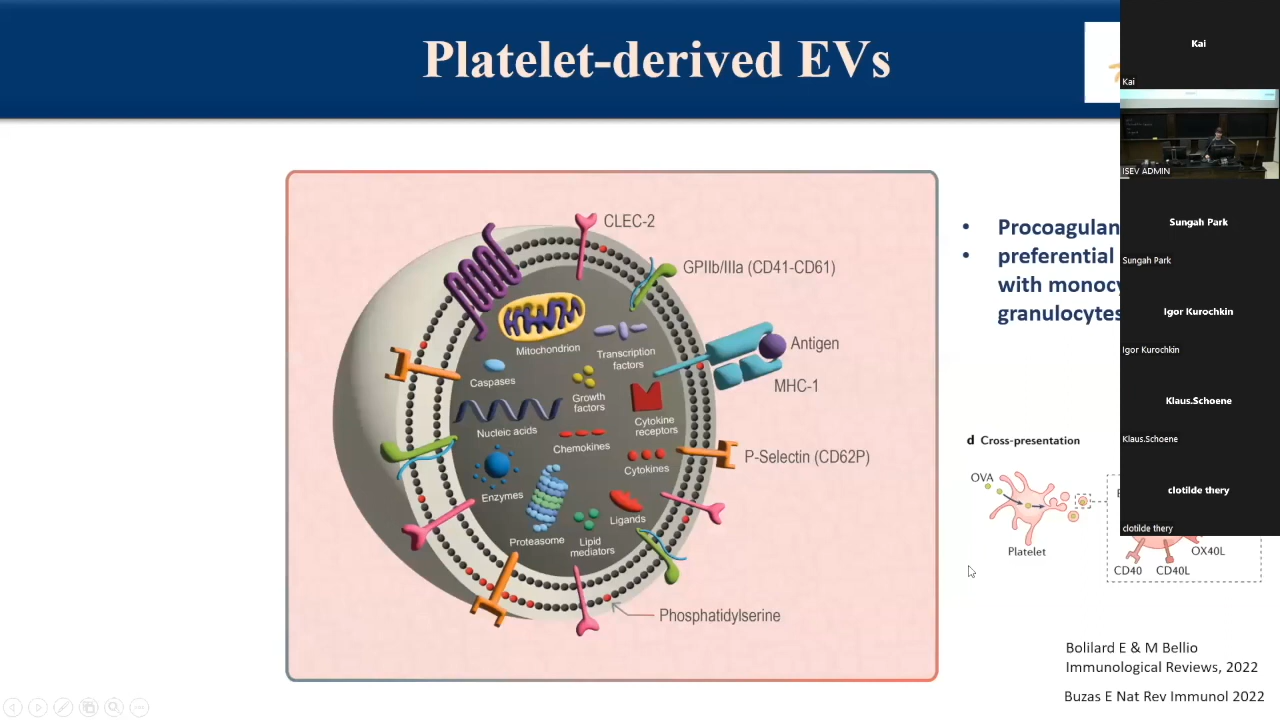 Platelet-derived EVs
CLEC-2
GPIIb/IIIa (CD41-CD61)
Antigen
MHC-1
P-Selectin (CD62P)
Phosphatidylserine
Mitochondrion
Transcription
factors
Caspases
Growth
factors
Cytokine
receptors
Nucleic acids
Chemokines
Cytokines
Enzymes
Ligands
Proteasome
Lipid
mediators
• Procoagulan
• preferential
with monocy
granulocytes
d Cross-presentation
OVA
Platelet
OX40L
CD40 CD40L
Bolilard E & M Bellio
Immunological Reviews, 2022
Buzas E Nat Rev Immunol 2022
Kai
Kai
ISEV ADMIN
Sungah Park
Sungah Park
Igor Kurochkin
Igor Kurochkin
Klaus.Schoene
Klaus.Schoene
clotilde thery
clotilde thery